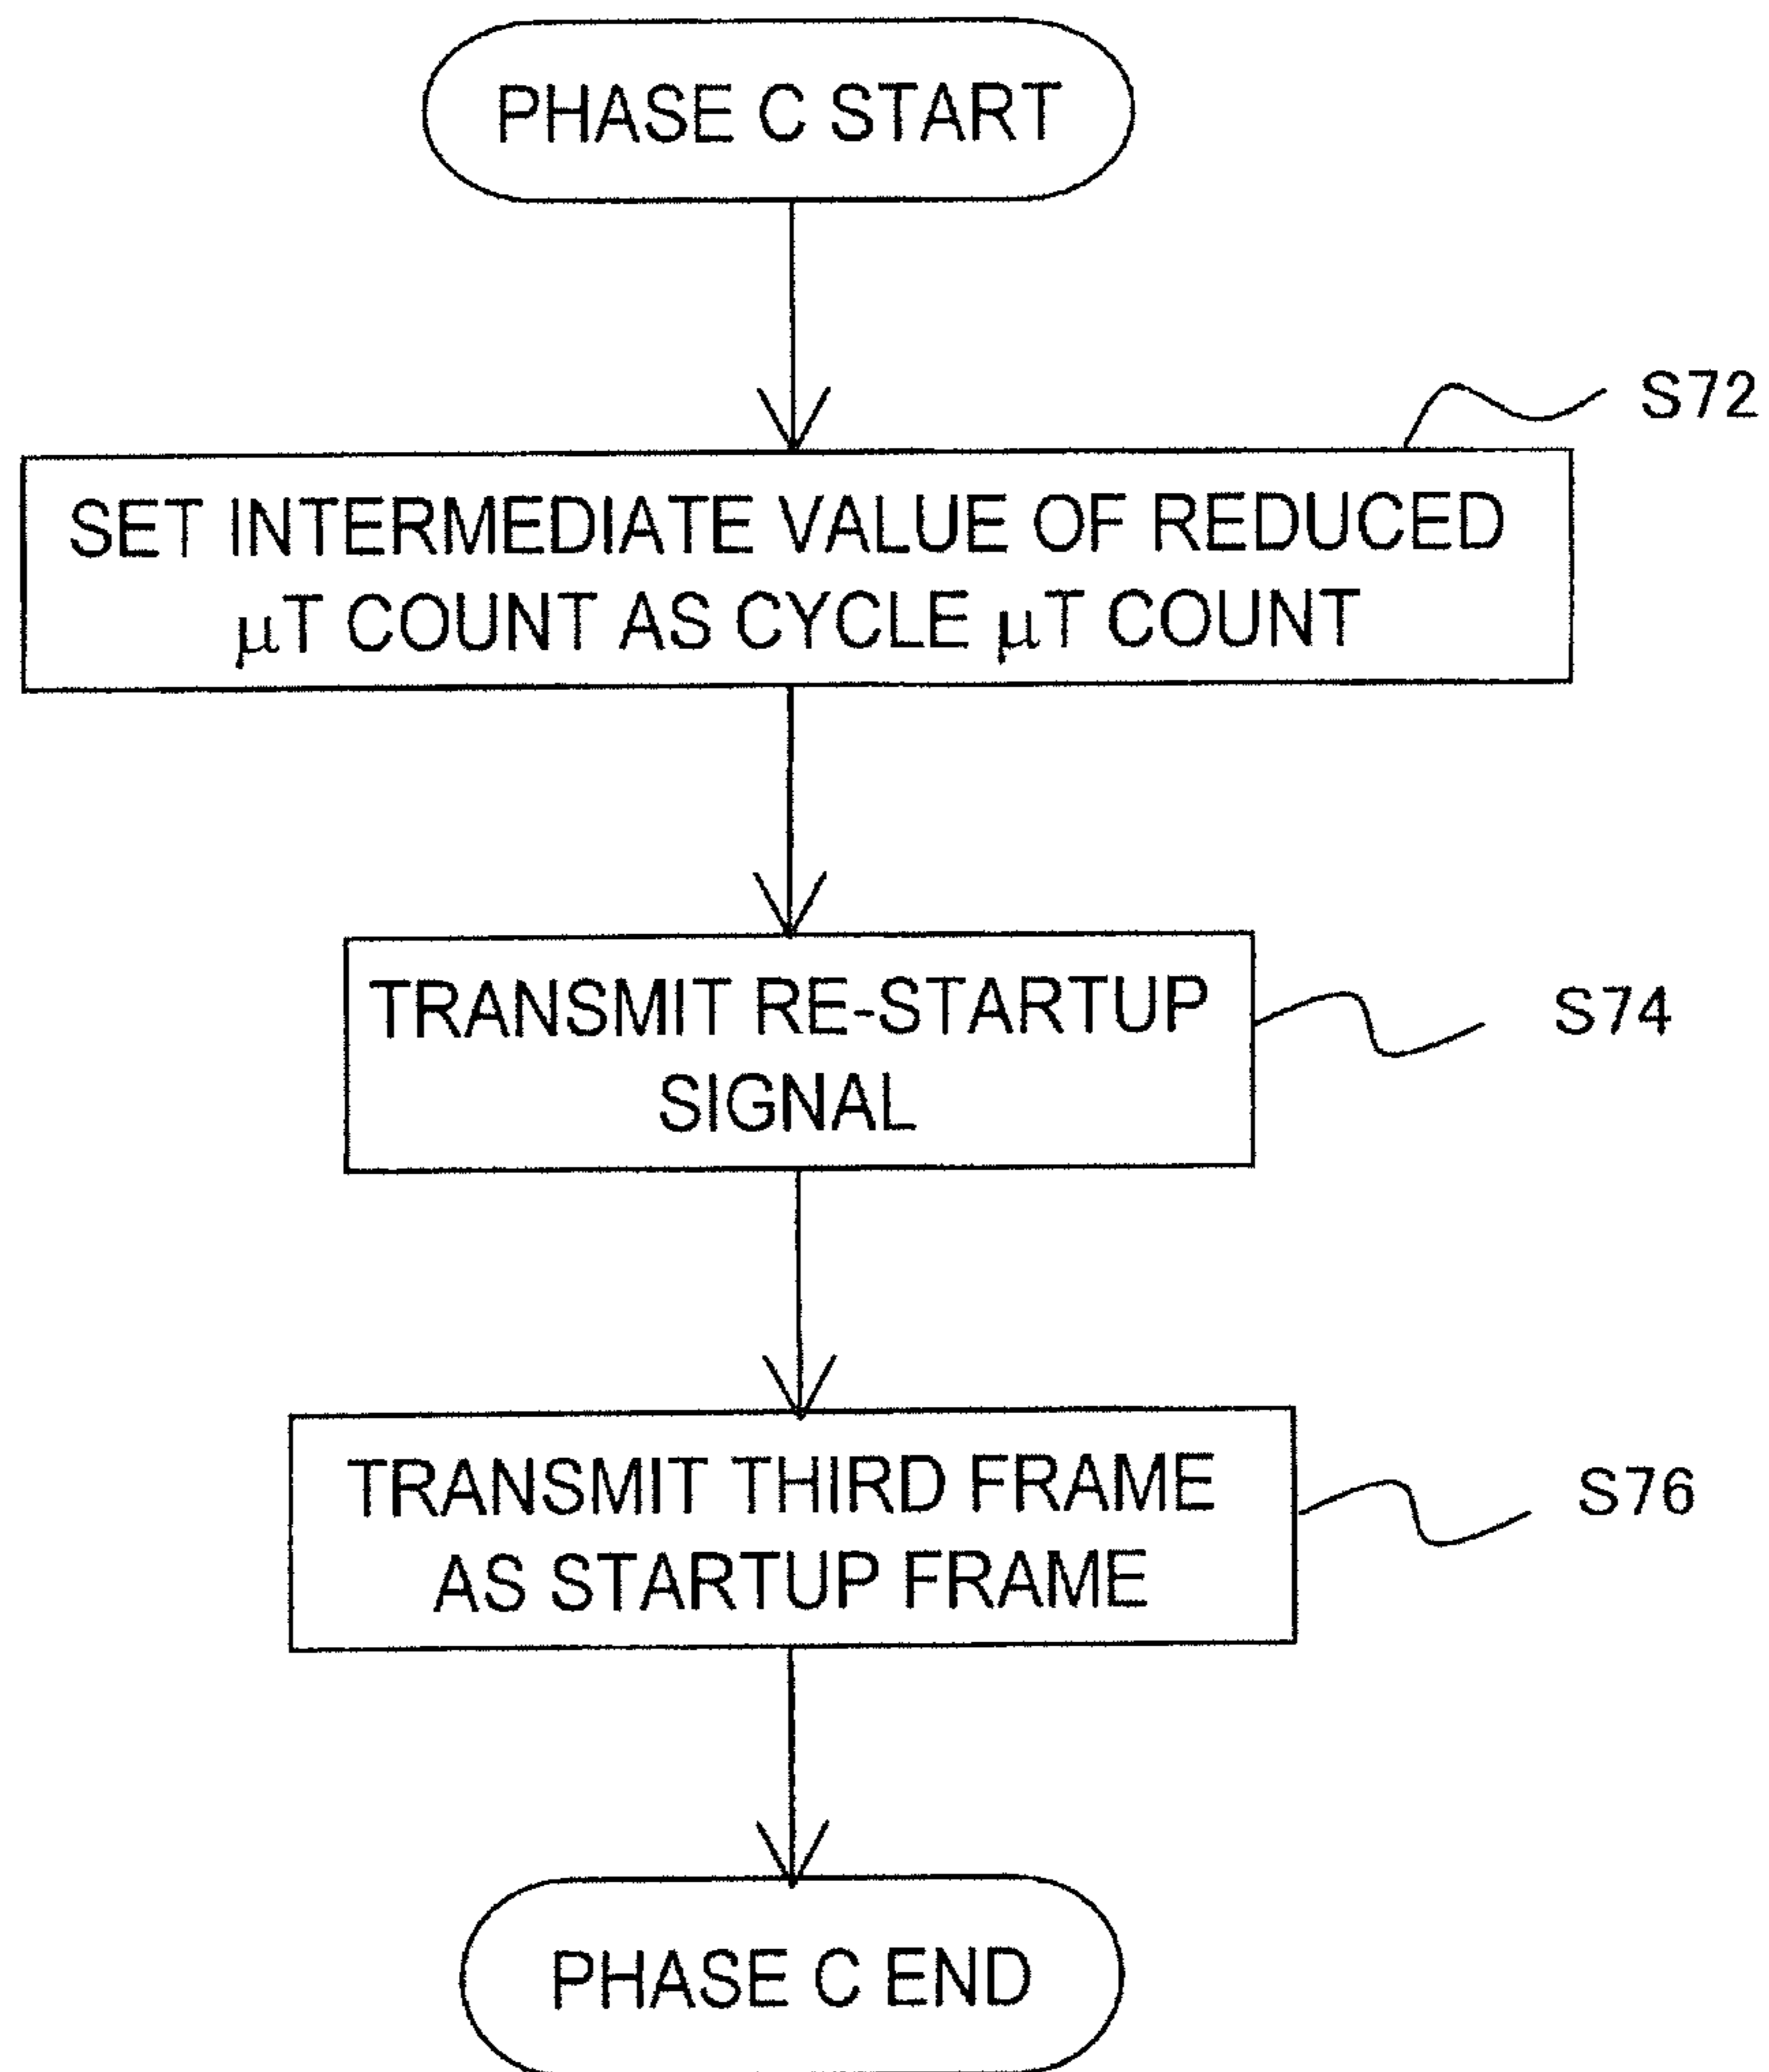 PHASE C START
S72
SET INTERMEDIATE VALUE OF REDUCED
μT COUNT AS CYCLE μT COUNT
TRANSMIT RE-STARTUP
SIGNAL
S74
TRANSMIT THIRD FRAME
AS STARTUP FRAME
S76
PHASE C END